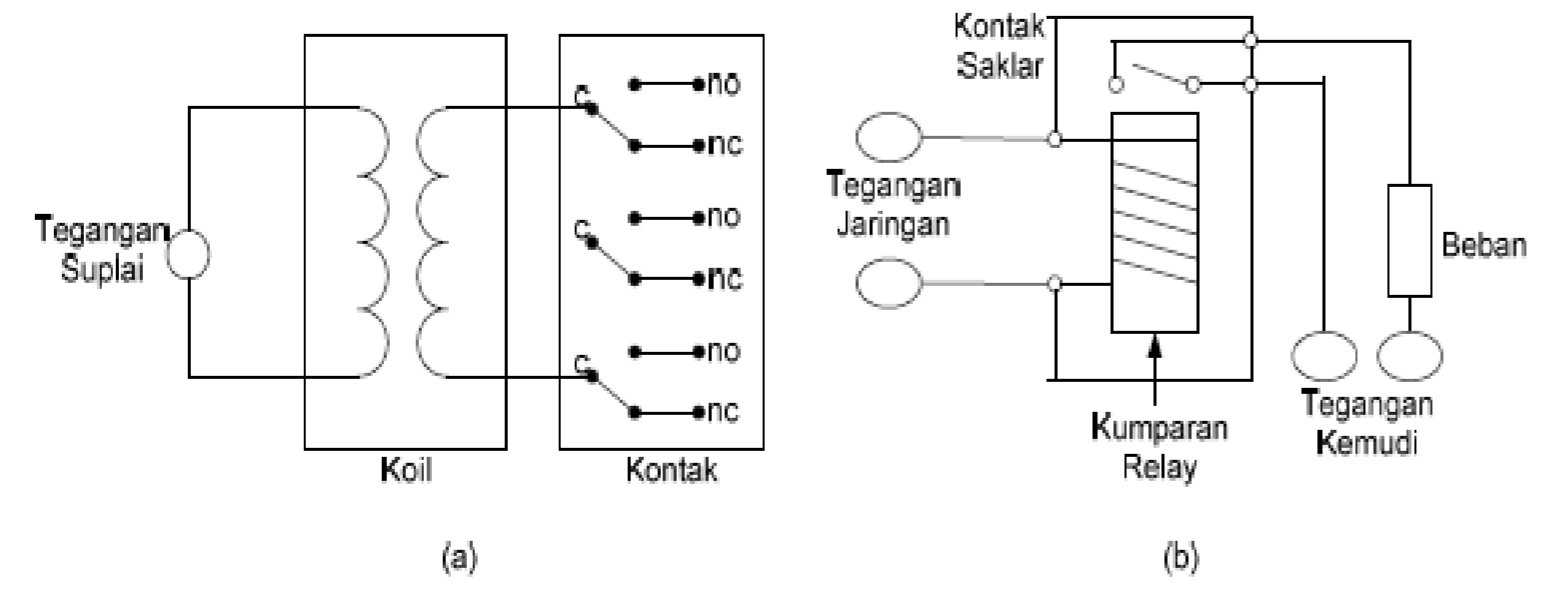 Tegangan
Suplai
c
no
nc
c
no
nc
c
no
nc
Koil
Kontak
(a)
Kontak
Saklar
Tegangan
Jaringan
Beban
Tegangan
Kemudi
Kumparan
Relay
(b)